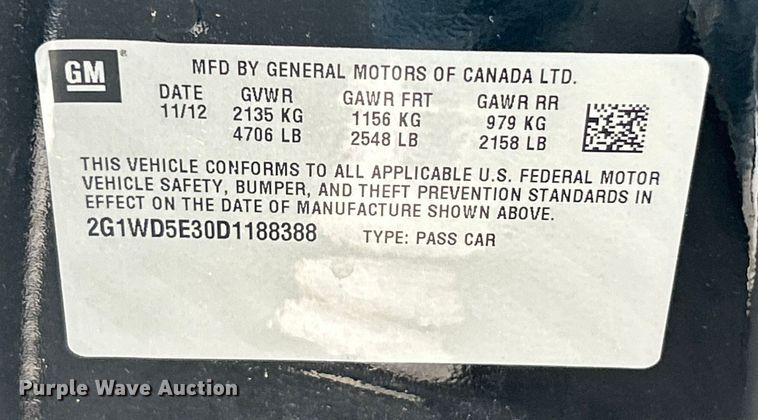 GM®
MFD BY GENERAL MOTORS OF CANADA LTD.
DATE GVWR GAWR FRT GAWR RR
11/12 2135 KG 1156 KG 979 KG
4706 LB 2548 LB 2158 LB
THIS VEHICLE CONFORMS TO ALL APPLICABLE U.S. FEDERAL MOTOR
VEHICLE SAFETY, BUMPER, AND THEFT PREVENTION STANDARDS IN
EFFECT ON THE DATE OF MANUFACTURE SHOWN ABOVE.
2G1WD5E30D1188388 TYPE: PASS CAR
Purple Wave Auction